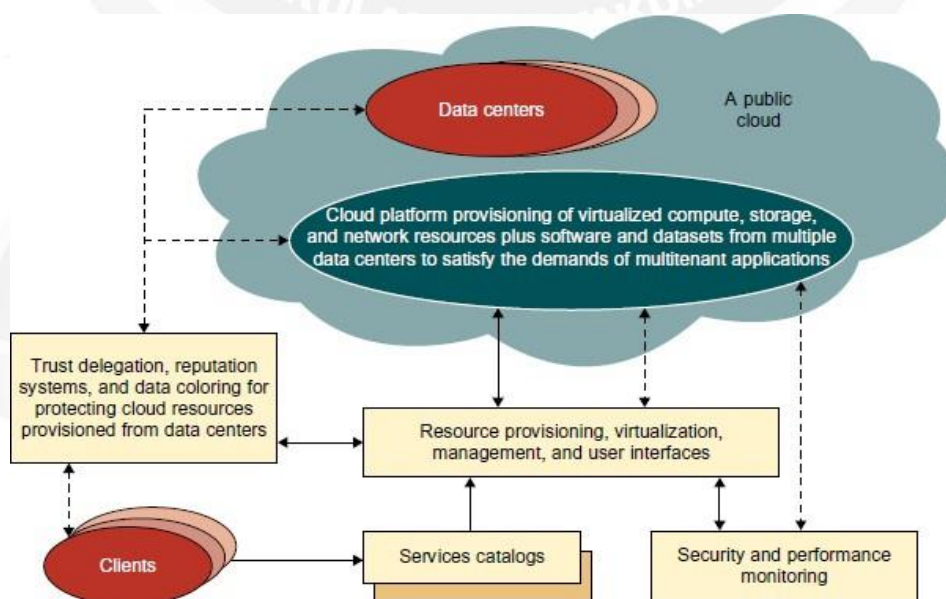 Data centers
A public
cloud
Cloud platform provisioning of virtualized compute, storage,
and network resources plus software and datasets from multiple
data centers to satisfy the demands of multitenant applications
Trust delegation, reputation
systems, and data coloring for
protecting cloud resources
provisioned from data centers
Resource provisioning, virtualization,
management, and user interfaces
Clients
Services catalogs
Security and performance
monitoring